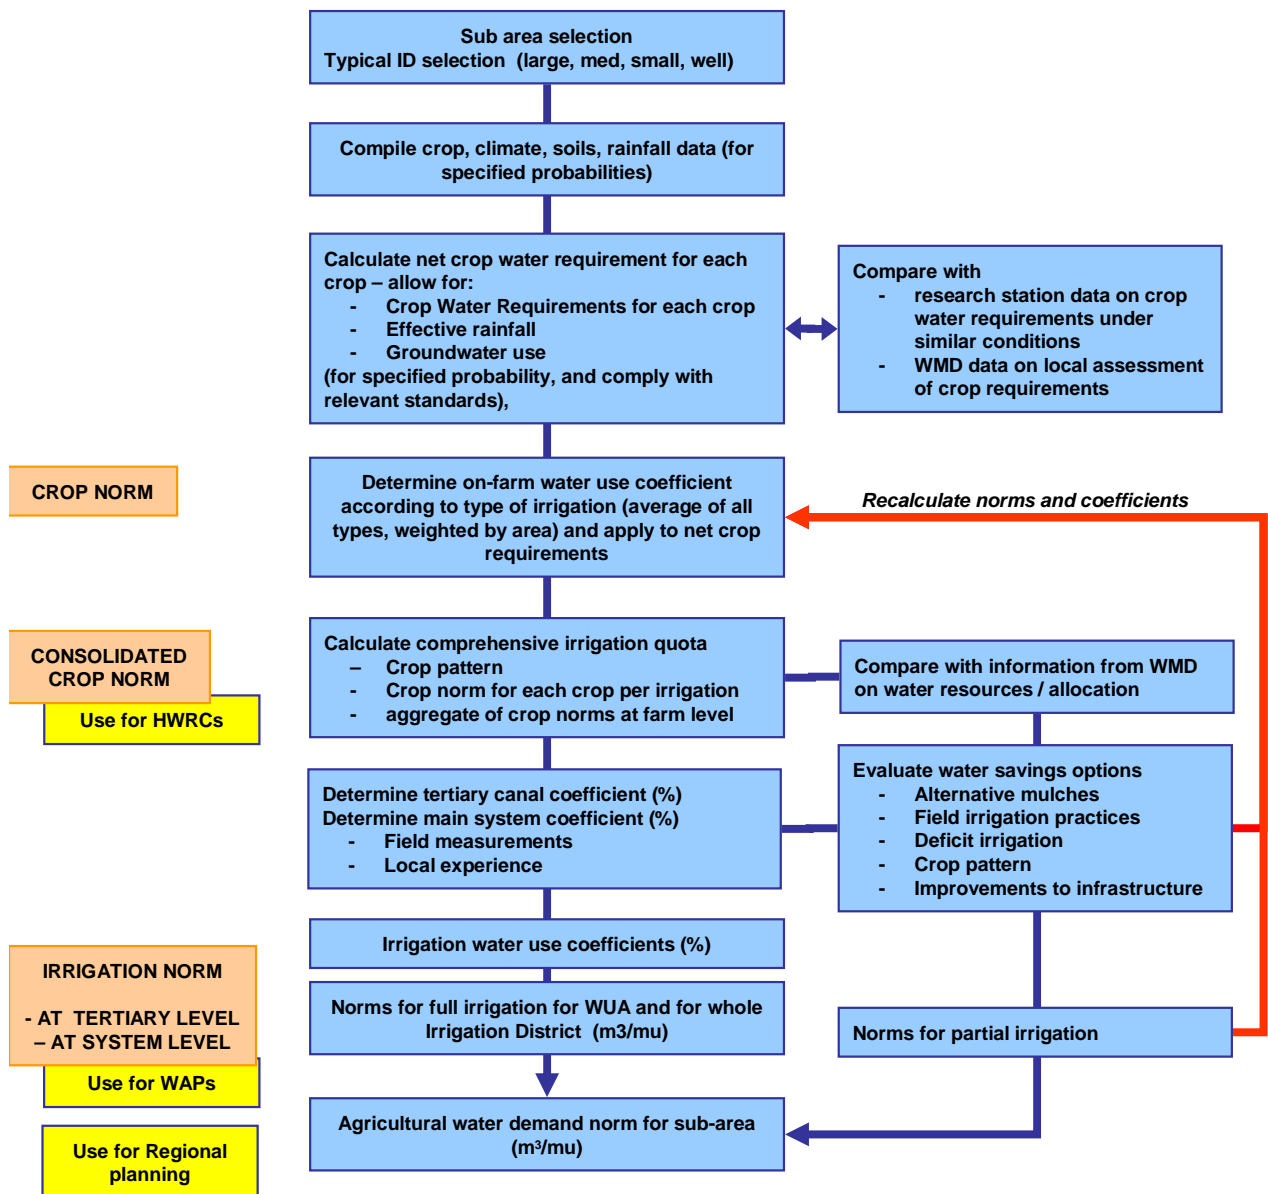 Sub area selection
Typical ID selection (large, med, small, well)
Compile crop, climate, soils, rainfall data (for
specified probabilities)
Calculate net crop water requirement for each
crop – allow for:
- Crop Water Requirements for each crop
- Effective rainfall
- Groundwater use
(for specified probability, and comply with
relevant standards),
Compare with
- research station data on crop
water requirements under
similar conditions
- WMD data on local assessment
of crop requirements
CROP NORM
Determine on-farm water use coefficient
according to type of irrigation (average of all
types, weighted by area) and apply to net crop
requirements
Recalculate norms and coefficients
CONSOLIDATED
CROP NORM
Use for HWRCs
Calculate comprehensive irrigation quota
– Crop pattern
- Crop norm for each crop per irrigation
- aggregate of crop norms at farm level
Compare with information from WMD
on water resources / allocation
Determine tertiary canal coefficient (%)
Determine main system coefficient (%)
- Field measurements
- Local experience
Evaluate water savings options
- Alternative mulches
- Field irrigation practices
- Deficit irrigation
- Crop pattern
- Improvements to infrastructure
Irrigation water use coefficients (%)
IRRIGATION NORM
- AT TERTIARY LEVEL
– AT SYSTEM LEVEL
Use for WAPs
Norms for full irrigation for WUA and for whole
Irrigation District (m3/mu)
Norms for partial irrigation
Agricultural water demand norm for sub-area
(m³/mu)
Use for Regional
planning